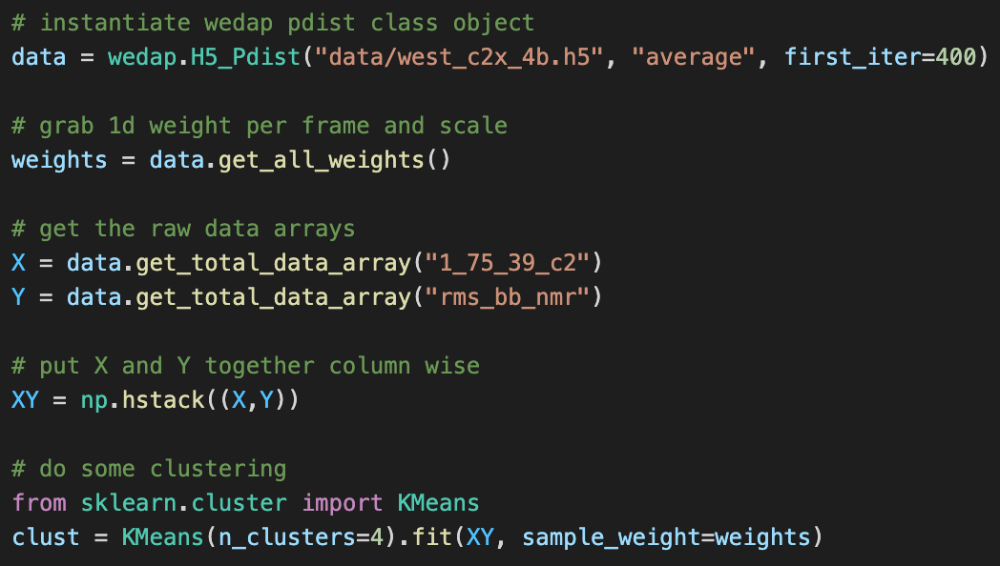 # instantiate wedap pdist class object
data = wedap.H5_Pdist("data/west_c2x_4b.h5", "average", first_iter=400)
# grab 1d weight per frame and scale
weights = data.get_all_weights()
# get the raw data arrays
X = data.get_total_data_array("1_75_39_c2")
Y = data.get_total_data_array("rms_bb_nmr")
# put X and Y together column wise
XY = np.hstack((X,Y))
# do some clustering
from sklearn.cluster import KMeans
clust = KMeans(n_clusters=4).fit(XY, sample_weight=weights)